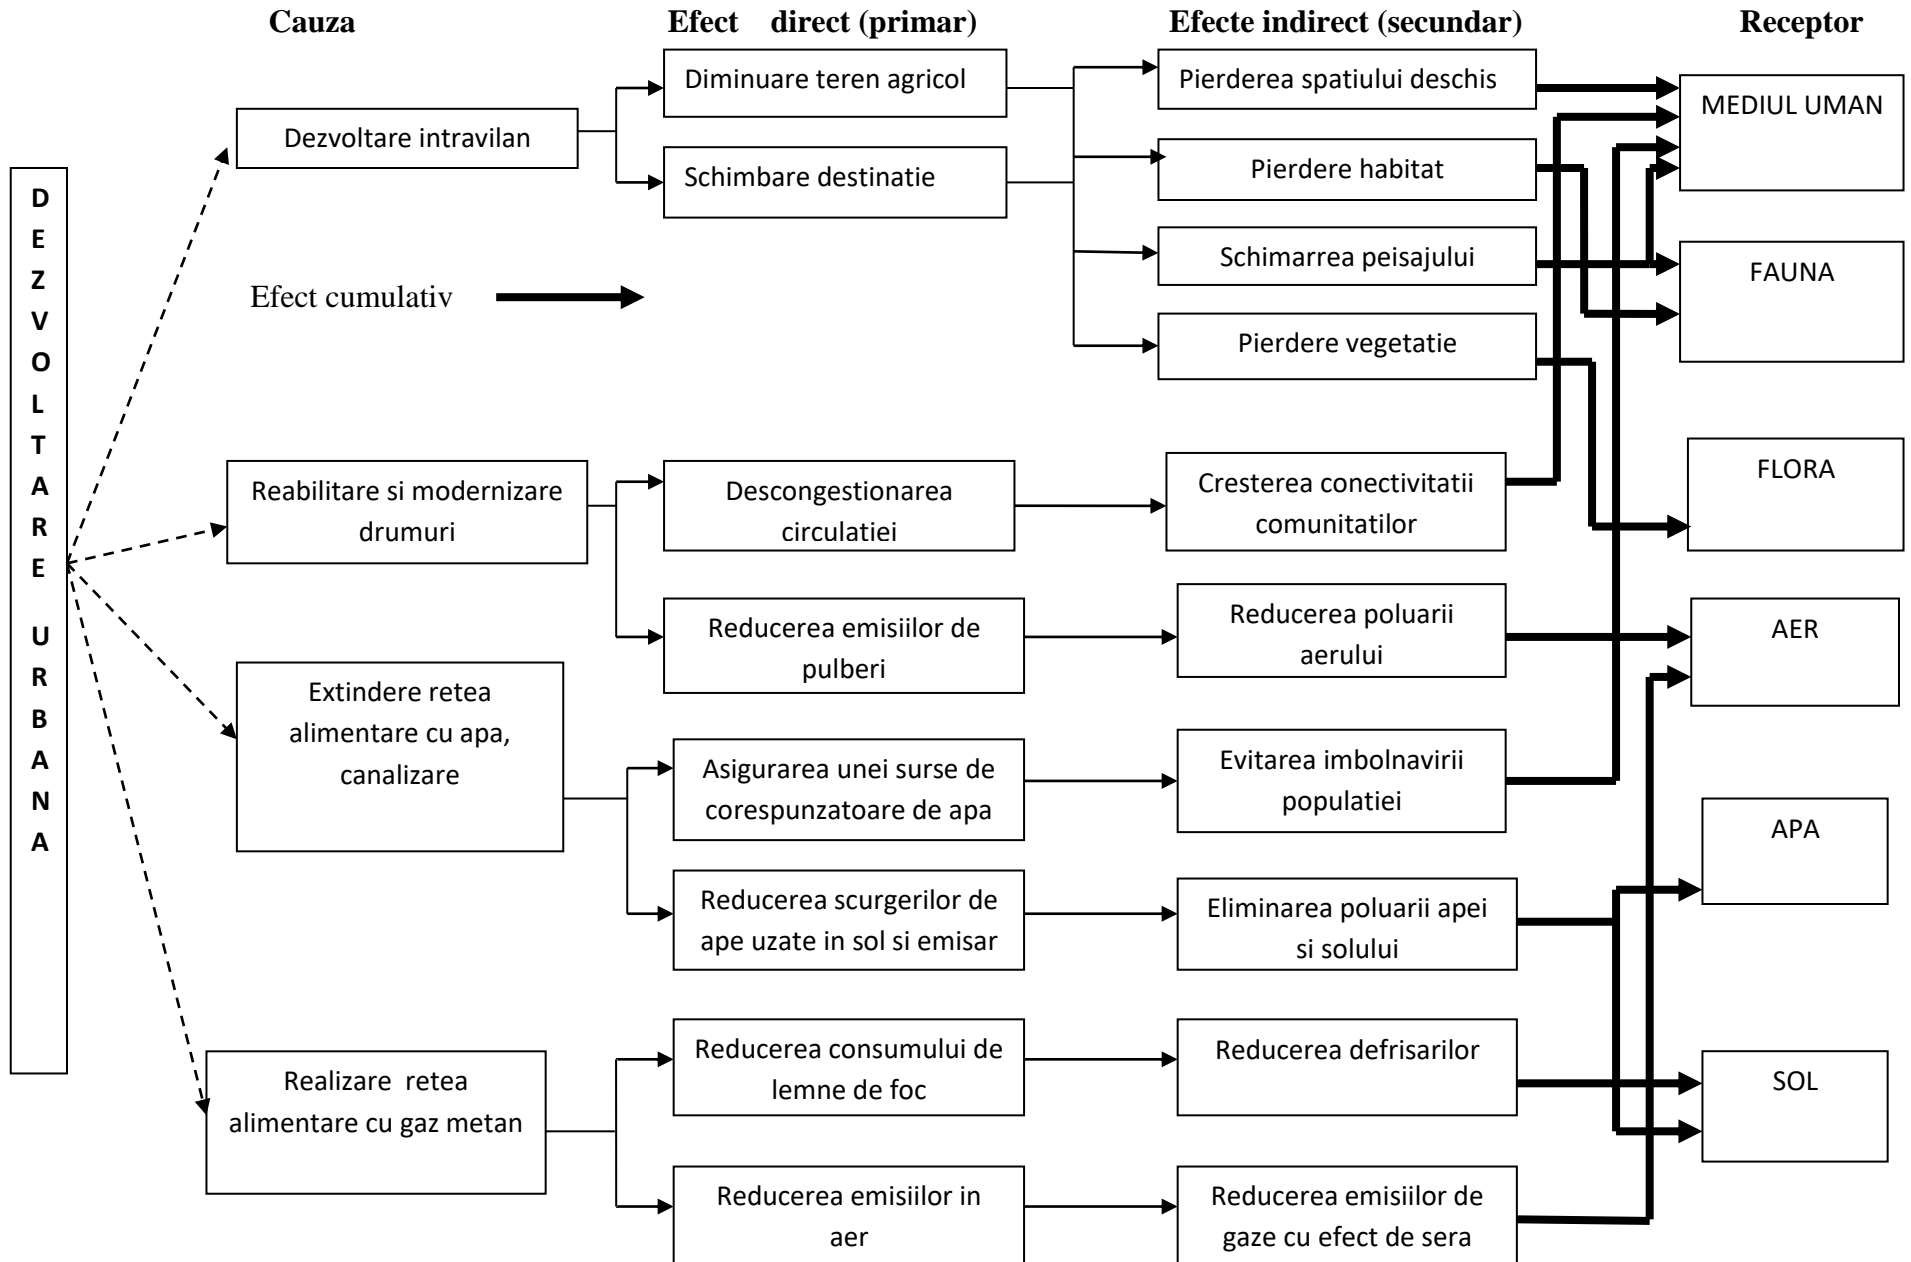 Cauza
Efect direct (primar)
Efecte indirect (secundar)
Receptor
DEZVOLTARE URBANA
Dezvoltare intravilan
Diminuare teren agricol
Schimbare destinatie
Pierderea spatiului deschis
Pierdere habitat
Schimarrea peisajului
Pierdere vegetatie
MEDIUL UMAN
FAUNA
Efect cumulativ
Reabilitare si modernizare
drumuri
Descongestionarea
circulatiei
Cresterea conectivitatii
comunitatilor
FLORA
Reducerea emisiilor de
pulberi
Reducerea poluarii
aerului
AER
Extindere retea
alimentare cu apa,
canalizare
Asigurarea unei surse de
corespunzatoare de apa
Evitarea imbolnavirii
populatiei
APA
Reducerea scurgerilor de
ape uzate in sol si emisar
Eliminarea poluarii apei
si solului
Realizare retea
alimentare cu gaz metan
Reducerea consumului de
lemne de foc
Reducerea defrisarilor
SOL
Reducerea emisiilor in
aer
Reducerea emisiilor de
gaze cu efect de sera